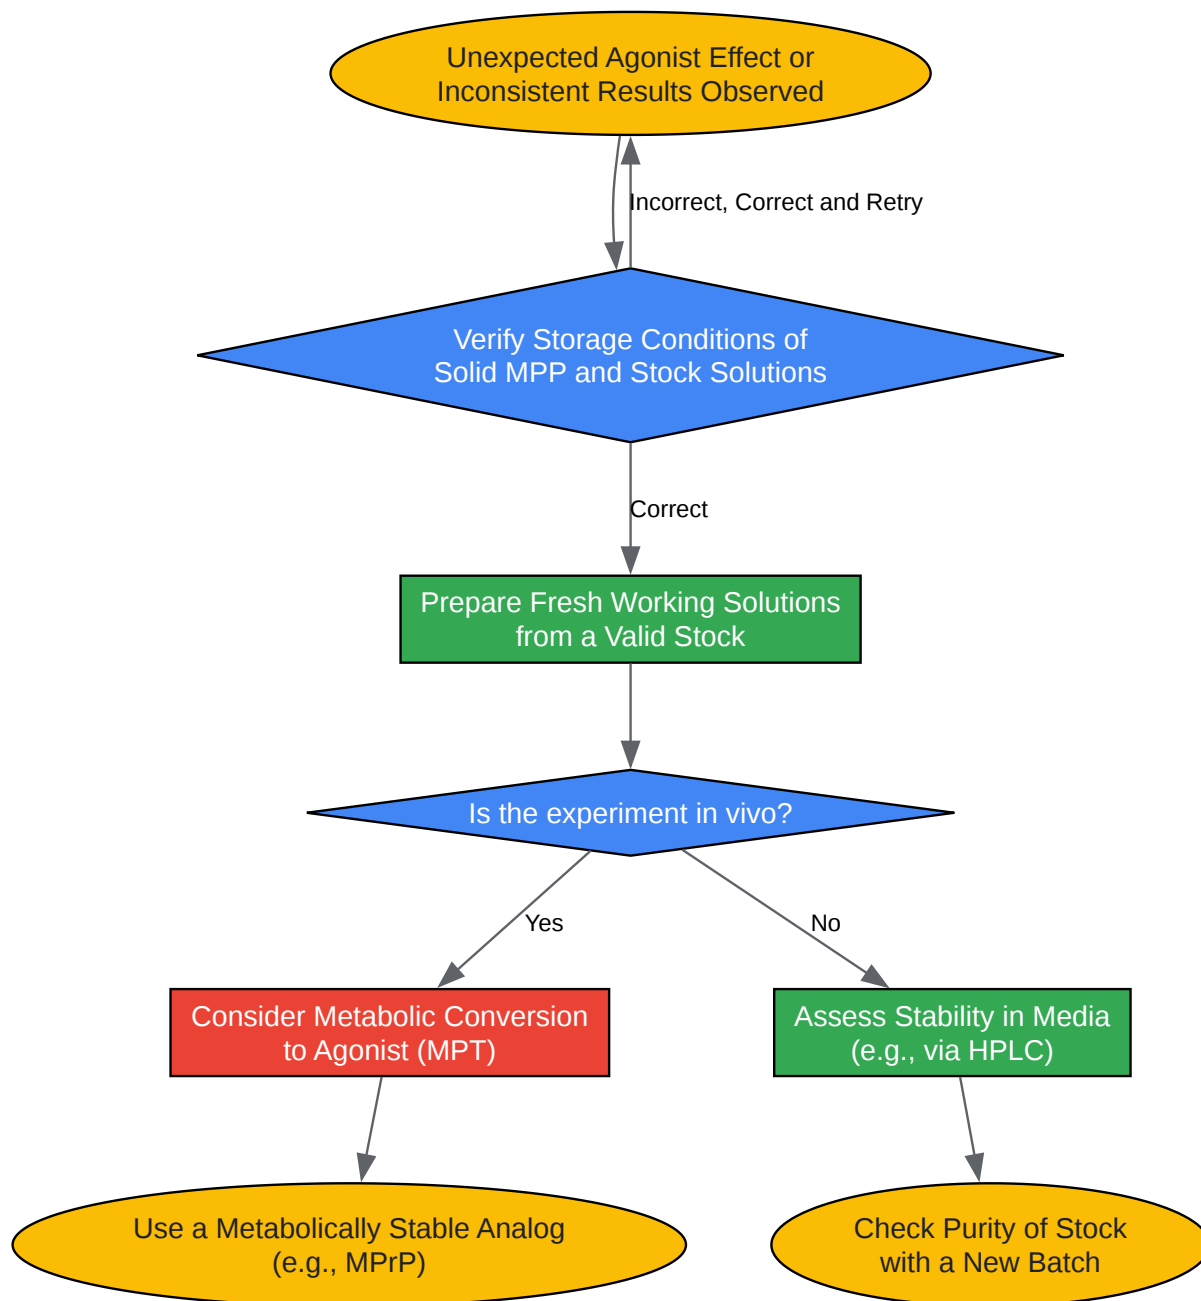 Unexpected Agonist Effect or
Inconsistent Results Observed
Incorrect, Correct and Retry
Verify Storage Conditions of
Solid MPP and Stock Solutions
Correct
Prepare Fresh Working Solutions
from a Valid Stock
Is the experiment in vivo?
Yes
No
Consider Metabolic Conversion
to Agonist (MPT)
Assess Stability in Media
(e.g., via HPLC)
Use a Metabolically Stable Analog
(e.g., MPrP)
Check Purity of Stock
with a New Batch